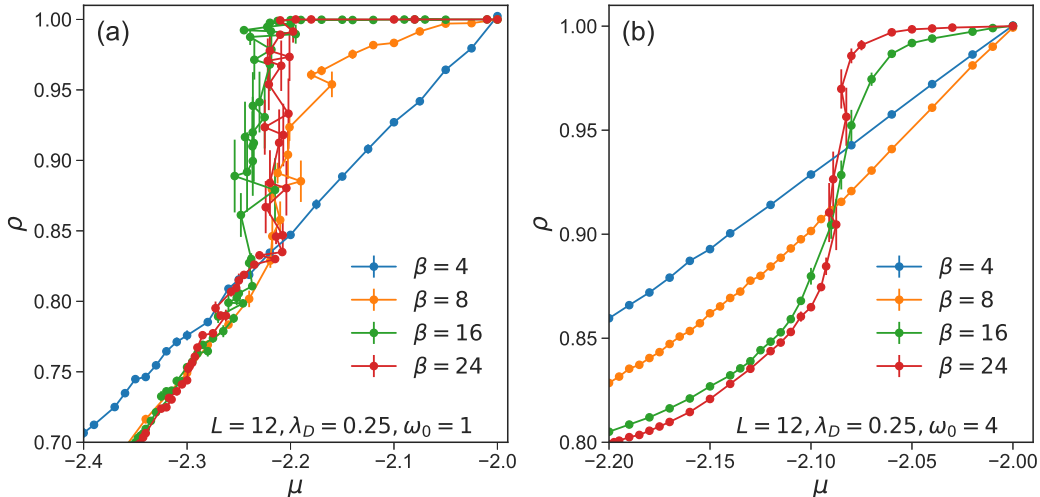 (a)
ρ
1.00
0.95
0.90
0.85
0.80
0.75
0.70
β = 4
β = 8
β = 16
β = 24
L = 12, λ_D = 0.25, ω₀ = 1
−2.4 −2.3 −2.2 −2.1 −2.0
μ
(b)
ρ
1.00
0.95
0.90
0.85
0.80
β = 4
β = 8
β = 16
β = 24
L = 12, λ_D = 0.25, ω₀ = 4
−2.20 −2.15 −2.10 −2.05 −2.00
μ